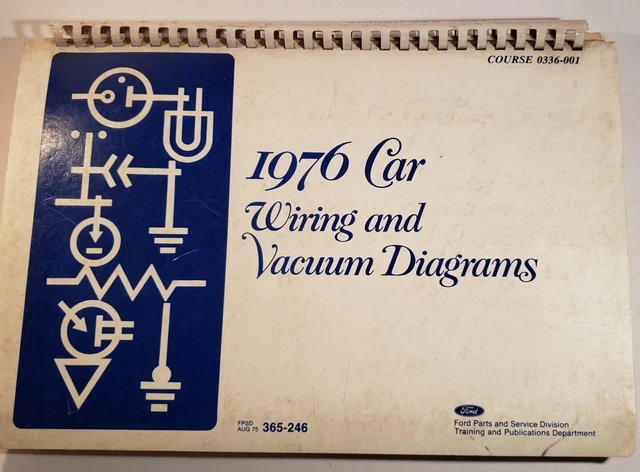 COURSE 0336-001
1976 Car
Wiring and
Vacuum Diagrams
FPSD
AUG 75 365-246
Ford
Ford Parts and Service Division
Training and Publications Department